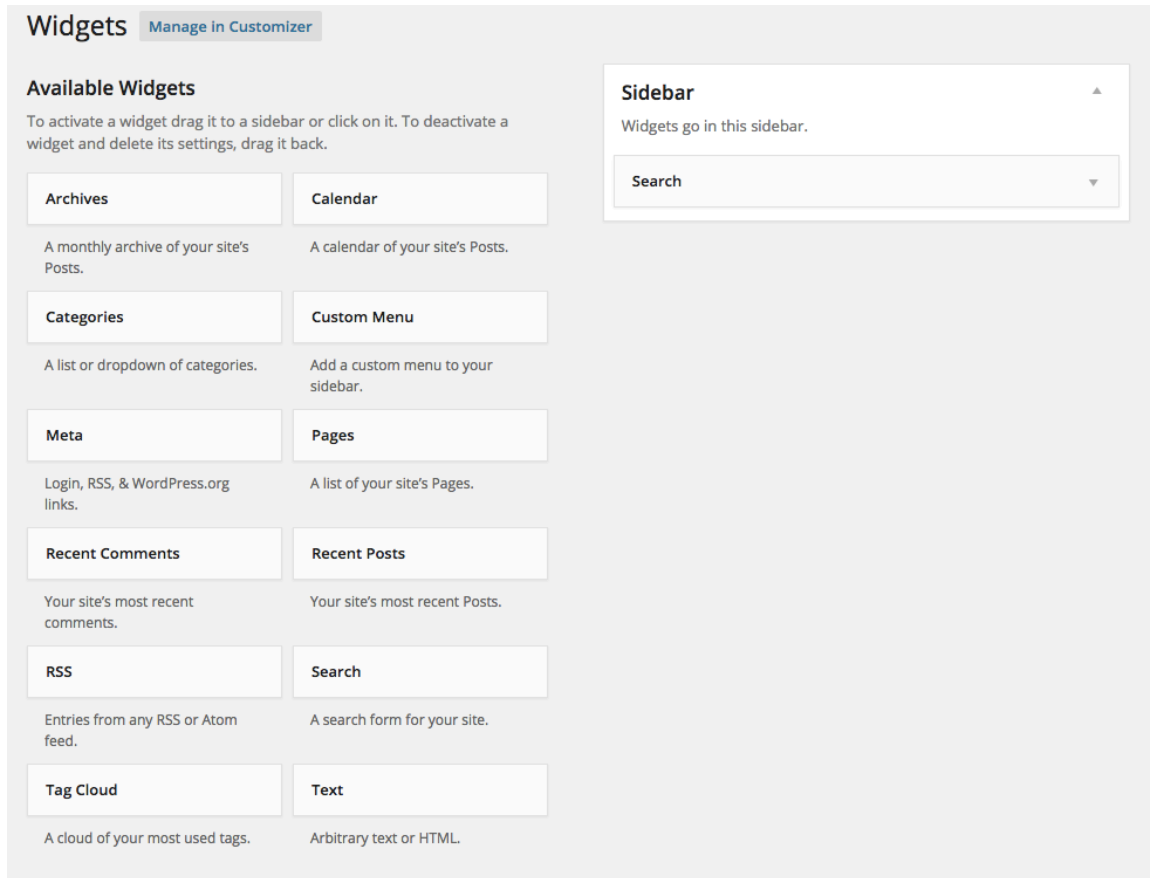 Widgets Manage in Customizer
Available Widgets
To activate a widget drag it to a sidebar or click on it. To deactivate a
widget and delete its settings, drag it back.
Archives
A monthly archive of your site’s
Posts.
Calendar
A calendar of your site’s Posts.
Categories
A list or dropdown of categories.
Custom Menu
Add a custom menu to your
sidebar.
Meta
Login, RSS, & WordPress.org
links.
Pages
A list of your site’s Pages.
Recent Comments
Your site’s most recent
comments.
Recent Posts
Your site’s most recent Posts.
RSS
Entries from any RSS or Atom
feed.
Search
A search form for your site.
Tag Cloud
A cloud of your most used tags.
Text
Arbitrary text or HTML.
Sidebar
Widgets go in this sidebar.
Search